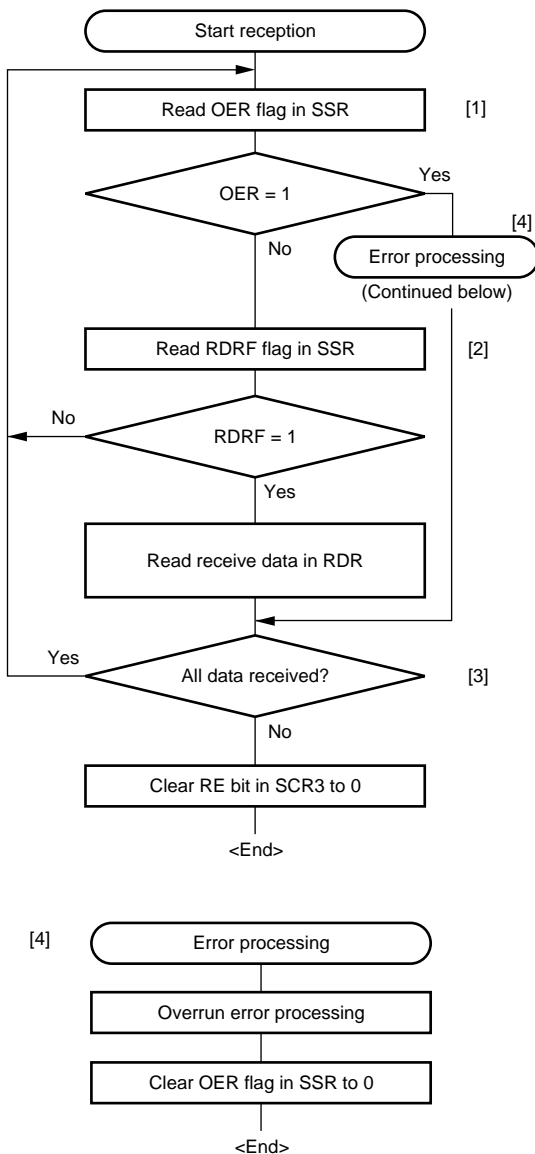 Start reception
Read OER flag in SSR
[1]
OER = 1
Yes
[4]
No
Error processing
(Continued below)
Read RDRF flag in SSR
[2]
No
RDRF = 1
Yes
Read receive data in RDR
Yes
All data received?
[3]
No
Clear RE bit in SCR3 to 0
<End>
[4]
Error processing
Overrun error processing
Clear OER flag in SSR to 0
<End>